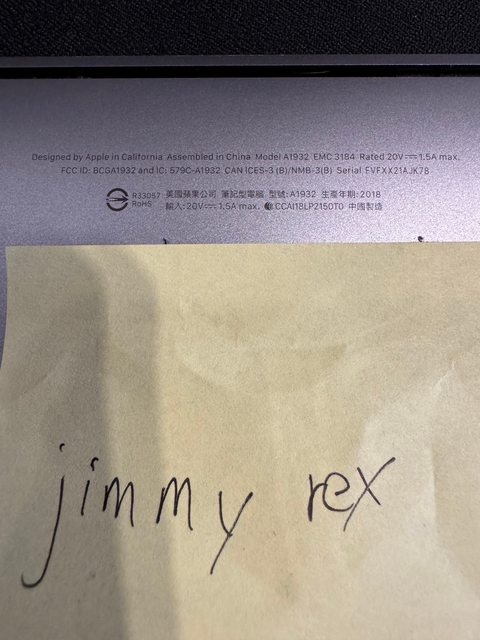 Designed by Apple in California Assembled in China Model A1932 EMC 3184 Rated 20V⎓1.5A max.
FCC ID: BCGA1932 and IC: 579C-A1932 CAN ICES-3 (B)/NMB-3(B) Serial FVFXX21AJK78
R33057 美國蘋果公司 筆記型電腦 型號: A1932 生產年期: 2018
RoHS 輸入: 20V⎓1.5A max. CCAI18LP2150T0 中國製造
jimmy rex